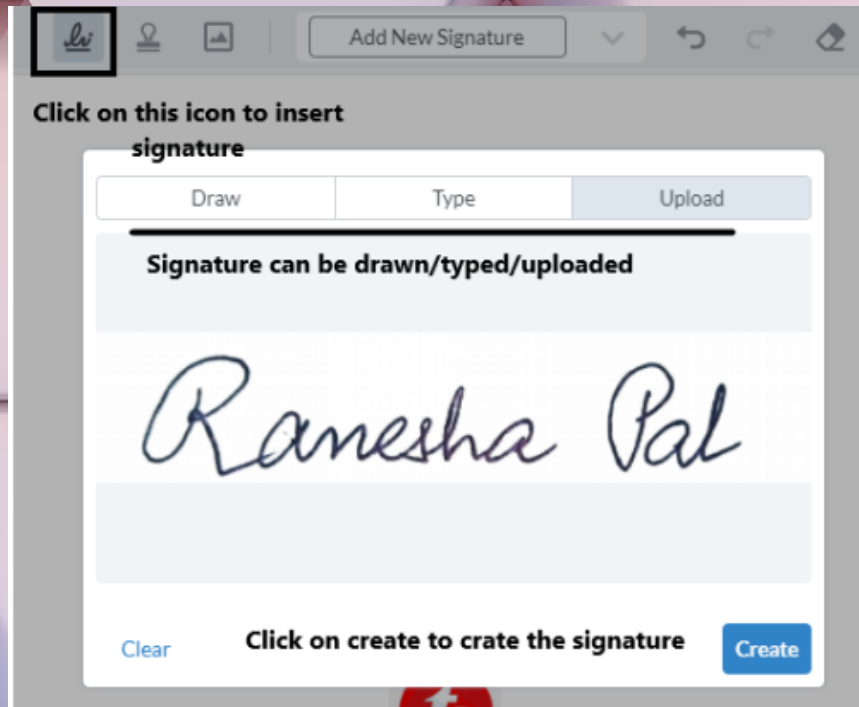 Add New Signature
Click on this icon to insert
signature
Draw Type Upload
Signature can be drawn/typed/uploaded
Ranesha Pal
Clear Click on create to crate the signature Create